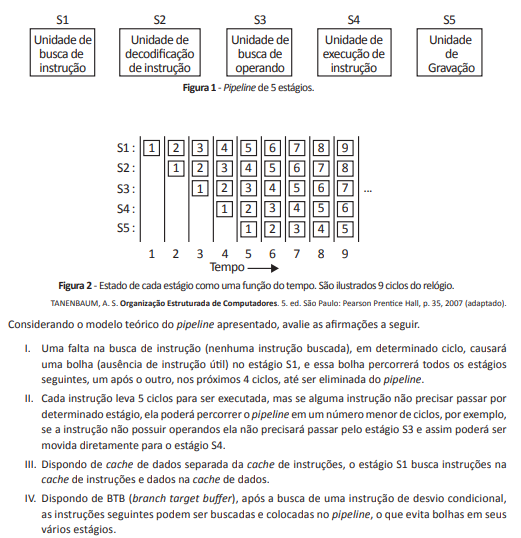 S1 S2 S3 S4 S5
Unidade de Unidade de Unidade de Unidade de Unidade
busca de decodificação busca de execução de de
instrução de instrução operando instrução Gravação
Figura 1 - Pipeline de 5 estágios.
S1 : 1 2 3 4 5 6 7 8 9
S2 : 1 2 3 4 5 6 7 8
S3 : 1 2 3 4 5 6 7 ...
S4 : 1 2 3 4 5 6
S5 : 1 2 3 4 5
1 2 3 4 5 6 7 8 9
Tempo
Figura 2 - Estado de cada estágio como uma função do tempo. São ilustrados 9 ciclos do relógio.
TANENBAUM, A. S. Organização Estruturada de Computadores. 5. ed. São Paulo: Pearson Prentice Hall, p. 35, 2007 (adaptado).
Considerando o modelo teórico do pipeline apresentado, avalie as afirmações a seguir.
I. Uma falta na busca de instrução (nenhuma instrução buscada), em determinado ciclo, causará
uma bolha (ausência de instrução útil) no estágio S1, e essa bolha percorrerá todos os estágios
seguintes, um após o outro, nos próximos 4 ciclos, até ser eliminada do pipeline.
II. Cada instrução leva 5 ciclos para ser executada, mas se alguma instrução não precisar passar por
determinado estágio, ela poderá percorrer o pipeline em um número menor de ciclos, por exemplo,
se a instrução não possuir operandos ela não precisará passar pelo estágio S3 e assim poderá ser
movida diretamente para o estágio S4.
III. Dispondo de cache de dados separada da cache de instruções, o estágio S1 busca instruções na
cache de instruções e dados na cache de dados.
IV. Dispondo de BTB (branch target buffer), após a busca de uma instrução de desvio condicional,
as instruções seguintes podem ser buscadas e colocadas no pipeline, o que evita bolhas em seus
vários estágios.